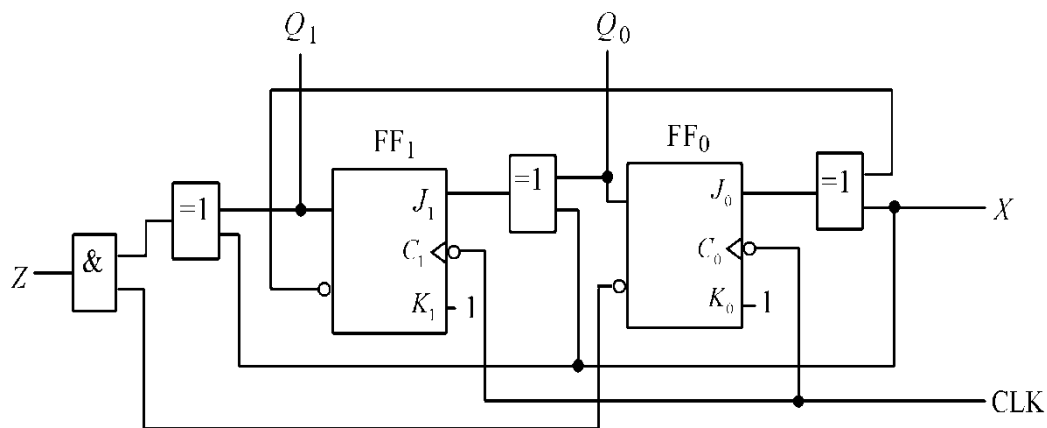 Q₁
Q₀
FF₁
FF₀
=1
J₁
=1
J₀
=1
X
Z
&
C₁
C₀
K₁
1
K₀
1
CLK